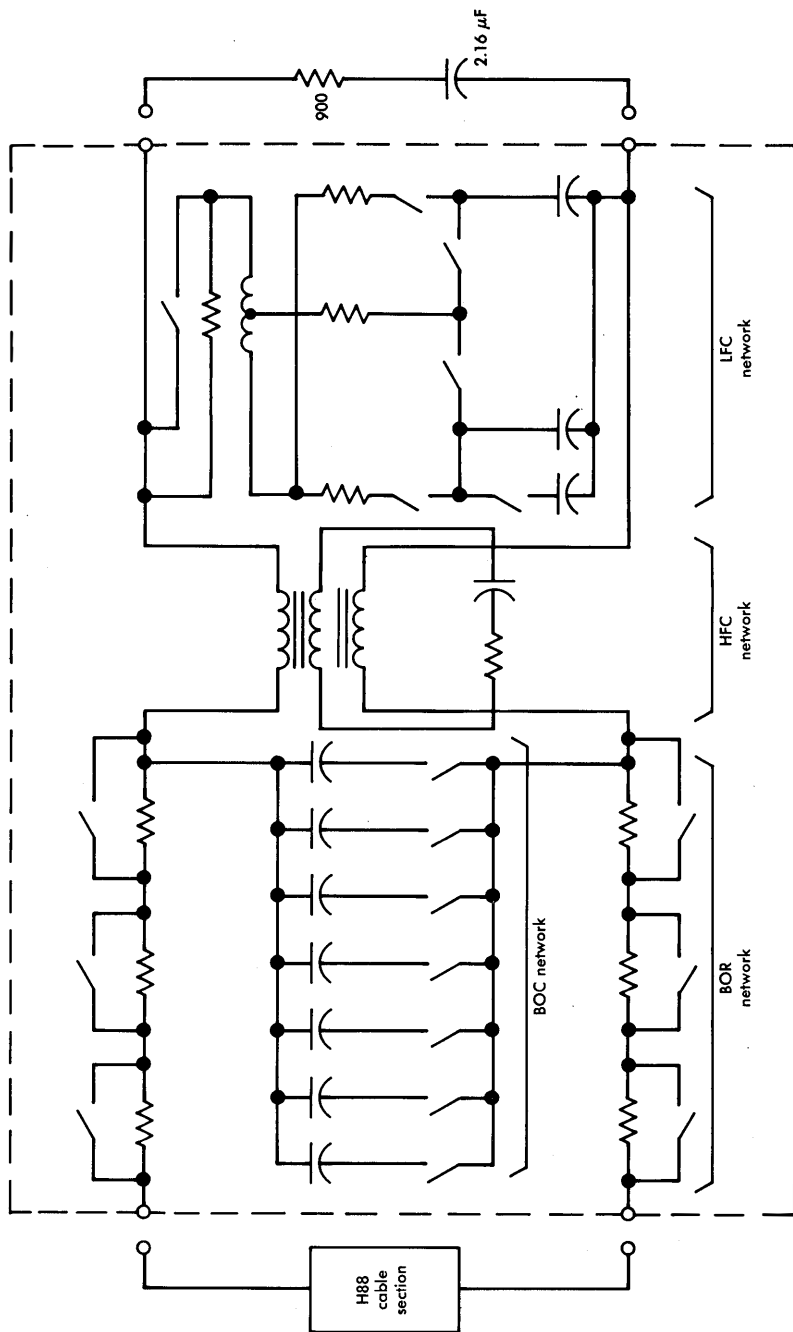 H88
cable
section
BOC network
BOR
network
HFC
network
LFC
network
900
2.16 μF